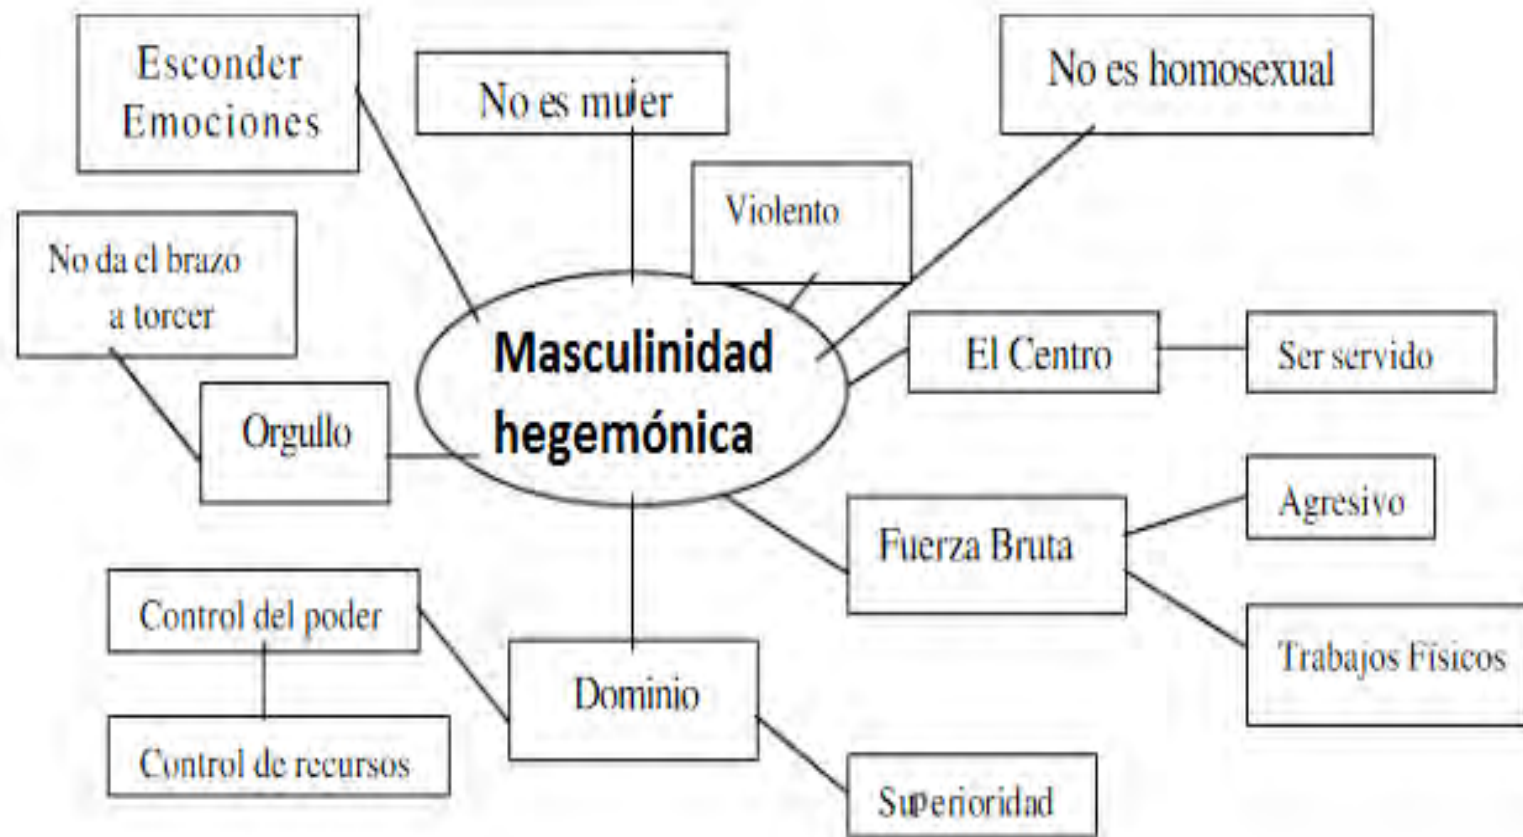 Esconder
Emociones
No es mujer
No es homosexual
Violento
No da el brazo
a torcer
Masculinidad
hegemónica
El Centro
Ser servido
Orgullo
Fuerza Bruta
Agresivo
Control del poder
Dominio
Trabajos Físicos
Control de recursos
Superioridad